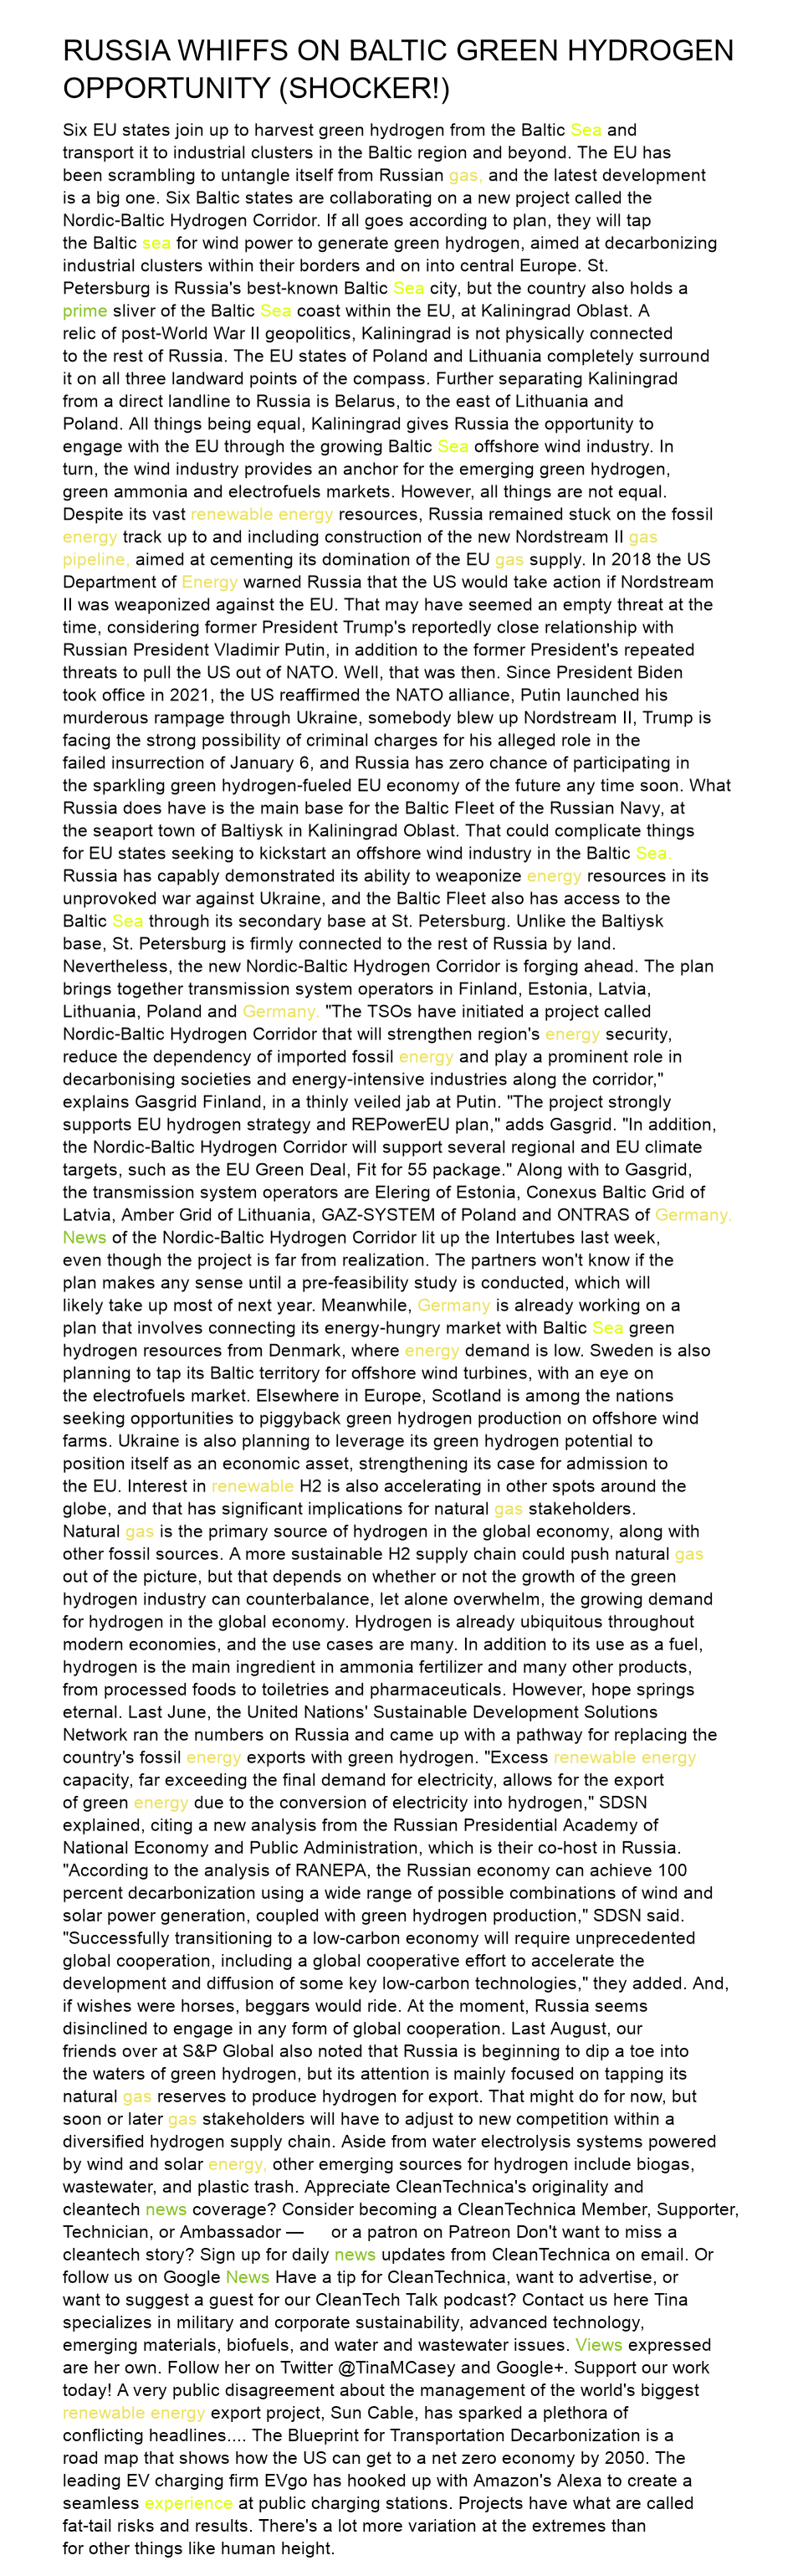 RUSSIA WHIFFS ON BALTIC GREEN HYDROGEN
OPPORTUNITY (SHOCKER!)
Six EU states join up to harvest green hydrogen from the Baltic Sea and
transport it to industrial clusters in the Baltic region and beyond. The EU has
been scrambling to untangle itself from Russian gas, and the latest development
is a big one. Six Baltic states are collaborating on a new project called the
Nordic-Baltic Hydrogen Corridor. If all goes according to plan, they will tap
the Baltic sea for wind power to generate green hydrogen, aimed at decarbonizing
industrial clusters within their borders and on into central Europe. St.
Petersburg is Russia's best-known Baltic Sea city, but the country also holds a
prime sliver of the Baltic Sea coast within the EU, at Kaliningrad Oblast. A
relic of post-World War II geopolitics, Kaliningrad is not physically connected
to the rest of Russia. The EU states of Poland and Lithuania completely surround
it on all three landward points of the compass. Further separating Kaliningrad
from a direct landline to Russia is Belarus, to the east of Lithuania and
Poland. All things being equal, Kaliningrad gives Russia the opportunity to
engage with the EU through the growing Baltic Sea offshore wind industry. In
turn, the wind industry provides an anchor for the emerging green hydrogen,
green ammonia and electrofuels markets. However, all things are not equal.
Despite its vast renewable energy resources, Russia remained stuck on the fossil
energy track up to and including construction of the new Nordstream II gas
pipeline, aimed at cementing its domination of the EU gas supply. In 2018 the US
Department of Energy warned Russia that the US would take action if Nordstream
II was weaponized against the EU. That may have seemed an empty threat at the
time, considering former President Trump's reportedly close relationship with
Russian President Vladimir Putin, in addition to the former President's repeated
threats to pull the US out of NATO. Well, that was then. Since President Biden
took office in 2021, the US reaffirmed the NATO alliance, Putin launched his
murderous rampage through Ukraine, somebody blew up Nordstream II, Trump is
facing the strong possibility of criminal charges for his alleged role in the
failed insurrection of January 6, and Russia has zero chance of participating in
the sparkling green hydrogen-fueled EU economy of the future any time soon. What
Russia does have is the main base for the Baltic Fleet of the Russian Navy, at
the seaport town of Baltiysk in Kaliningrad Oblast. That could complicate things
for EU states seeking to kickstart an offshore wind industry in the Baltic Sea.
Russia has capably demonstrated its ability to weaponize energy resources in its
unprovoked war against Ukraine, and the Baltic Fleet also has access to the
Baltic Sea through its secondary base at St. Petersburg. Unlike the Baltiysk
base, St. Petersburg is firmly connected to the rest of Russia by land.
Nevertheless, the new Nordic-Baltic Hydrogen Corridor is forging ahead. The plan
brings together transmission system operators in Finland, Estonia, Latvia,
Lithuania, Poland and Germany. "The TSOs have initiated a project called
Nordic-Baltic Hydrogen Corridor that will strengthen region's energy security,
reduce the dependency of imported fossil energy and play a prominent role in
decarbonising societies and energy-intensive industries along the corridor,"
explains Gasgrid Finland, in a thinly veiled jab at Putin. "The project strongly
supports EU hydrogen strategy and REPowerEU plan," adds Gasgrid. "In addition,
the Nordic-Baltic Hydrogen Corridor will support several regional and EU climate
targets, such as the EU Green Deal, Fit for 55 package." Along with to Gasgrid,
the transmission system operators are Elering of Estonia, Conexus Baltic Grid of
Latvia, Amber Grid of Lithuania, GAZ-SYSTEM of Poland and ONTRAS of Germany.
News of the Nordic-Baltic Hydrogen Corridor lit up the Intertubes last week,
even though the project is far from realization. The partners won't know if the
plan makes any sense until a pre-feasibility study is conducted, which will
likely take up most of next year. Meanwhile, Germany is already working on a
plan that involves connecting its energy-hungry market with Baltic Sea green
hydrogen resources from Denmark, where energy demand is low. Sweden is also
planning to tap its Baltic territory for offshore wind turbines, with an eye on
the electrofuels market. Elsewhere in Europe, Scotland is among the nations
seeking opportunities to piggyback green hydrogen production on offshore wind
farms. Ukraine is also planning to leverage its green hydrogen potential to
position itself as an economic asset, strengthening its case for admission to
the EU. Interest in renewable H2 is also accelerating in other spots around the
globe, and that has significant implications for natural gas stakeholders.
Natural gas is the primary source of hydrogen in the global economy, along with
other fossil sources. A more sustainable H2 supply chain could push natural gas
out of the picture, but that depends on whether or not the growth of the green
hydrogen industry can counterbalance, let alone overwhelm, the growing demand
for hydrogen in the global economy. Hydrogen is already ubiquitous throughout
modern economies, and the use cases are many. In addition to its use as a fuel,
hydrogen is the main ingredient in ammonia fertilizer and many other products,
from processed foods to toiletries and pharmaceuticals. However, hope springs
eternal. Last June, the United Nations' Sustainable Development Solutions
Network ran the numbers on Russia and came up with a pathway for replacing the
country's fossil energy exports with green hydrogen. "Excess renewable energy
capacity, far exceeding the final demand for electricity, allows for the export
of green energy due to the conversion of electricity into hydrogen," SDSN
explained, citing a new analysis from the Russian Presidential Academy of
National Economy and Public Administration, which is their co-host in Russia.
"According to the analysis of RANEPA, the Russian economy can achieve 100
percent decarbonization using a wide range of possible combinations of wind and
solar power generation, coupled with green hydrogen production," SDSN said.
"Successfully transitioning to a low-carbon economy will require unprecedented
global cooperation, including a global cooperative effort to accelerate the
development and diffusion of some key low-carbon technologies," they added. And,
if wishes were horses, beggars would ride. At the moment, Russia seems
disinclined to engage in any form of global cooperation. Last August, our
friends over at S&P Global also noted that Russia is beginning to dip a toe into
the waters of green hydrogen, but its attention is mainly focused on tapping its
natural gas reserves to produce hydrogen for export. That might do for now, but
soon or later gas stakeholders will have to adjust to new competition within a
diversified hydrogen supply chain. Aside from water electrolysis systems powered
by wind and solar energy, other emerging sources for hydrogen include biogas,
wastewater, and plastic trash. Appreciate CleanTechnica's originality and
cleantech news coverage? Consider becoming a CleanTechnica Member, Supporter,
Technician, or Ambassador — or a patron on Patreon Don't want to miss a
cleantech story? Sign up for daily news updates from CleanTechnica on email. Or
follow us on Google News Have a tip for CleanTechnica, want to advertise, or
want to suggest a guest for our CleanTech Talk podcast? Contact us here Tina
specializes in military and corporate sustainability, advanced technology,
emerging materials, biofuels, and water and wastewater issues. Views expressed
are her own. Follow her on Twitter @TinaMCasey and Google+. Support our work
today! A very public disagreement about the management of the world's biggest
renewable energy export project, Sun Cable, has sparked a plethora of
conflicting headlines.... The Blueprint for Transportation Decarbonization is a
road map that shows how the US can get to a net zero economy by 2050. The
leading EV charging firm EVgo has hooked up with Amazon's Alexa to create a
seamless experience at public charging stations. Projects have what are called
fat-tail risks and results. There's a lot more variation at the extremes than
for other things like human height.